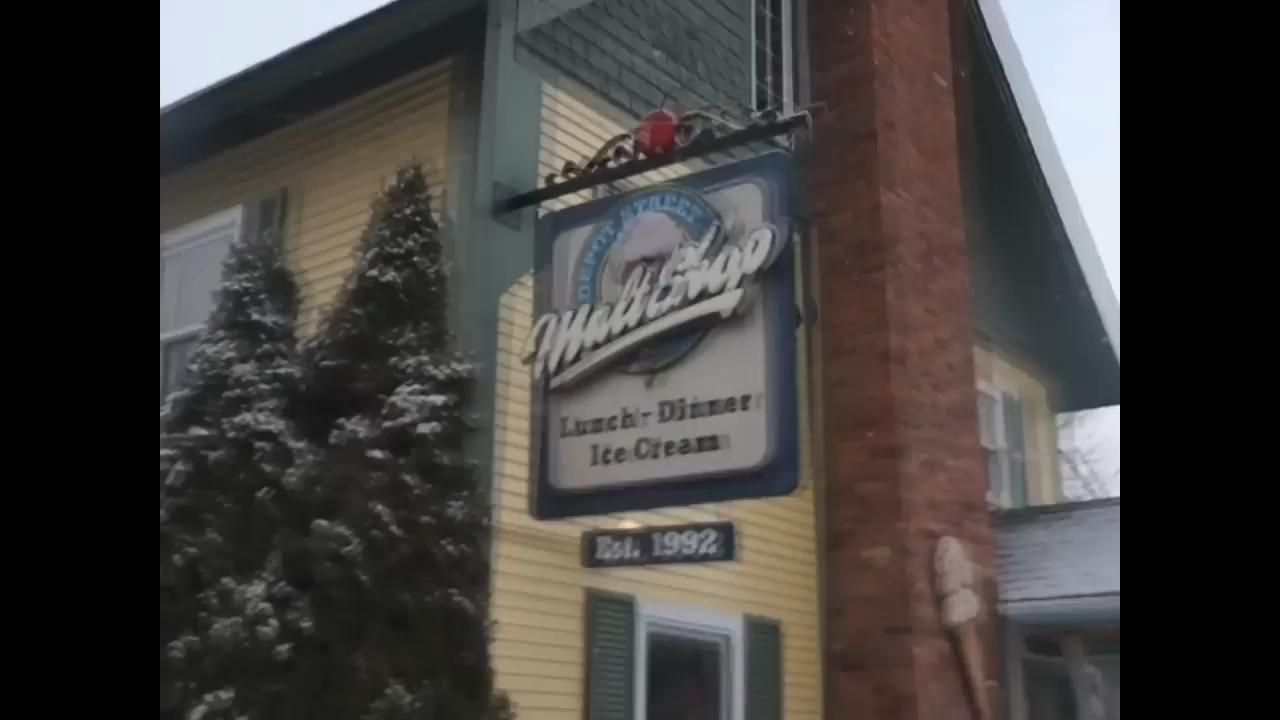 DEPOT STREET
Malt Shop
Lunch - Dinner
Ice Cream
Est. 1992